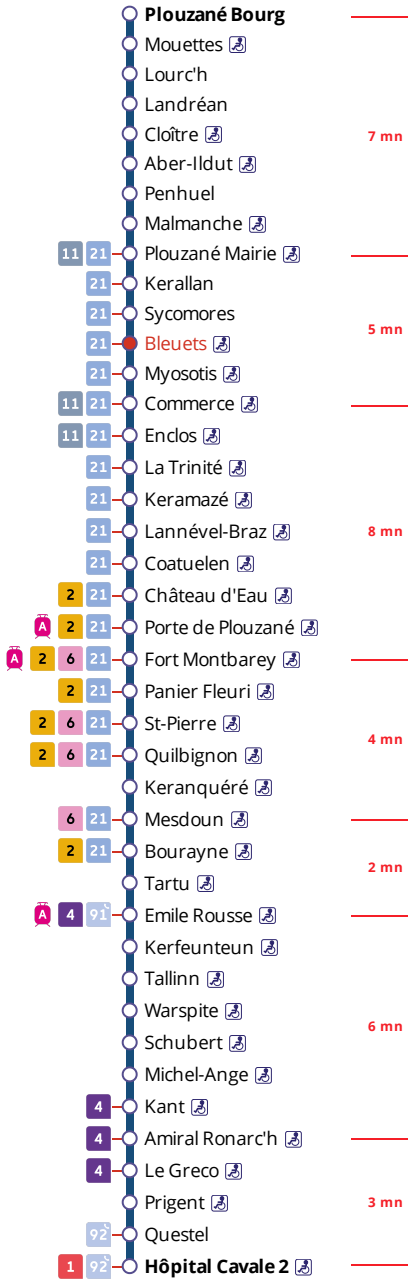 Plouzané Bourg
Mouettes
Lourc'h
Landréan
Cloître 7 mn
Aber-Ildut
Penhuel
Malmanche
11 21 Plouzané Mairie
21 Kerallan
21 Sycomores 5 mn
21 Bleuets
21 Myosotis
11 21 Commerce
11 21 Enclos
21 La Trinité
21 Keramazé
21 Lannével-Braz 8 mn
21 Coatuelen
2 21 Château d'Eau
A 2 21 Porte de Plouzané
A 2 6 21 Fort Montbarey
2 21 Panier Fleuri
2 6 21 St-Pierre 4 mn
2 6 21 Quilbignon
Keranquéré
6 21 Mesdoun
2 21 Bourayne 2 mn
Tartu
A 4 91 Emile Rousse
Kerfeunteun
Tallinn
Warspite 6 mn
Schubert
Michel-Ange
4 Kant
4 Amiral Ronarc'h
4 Le Greco
Prigent 3 mn
92 Questel
1 92 Hôpital Cavale 2